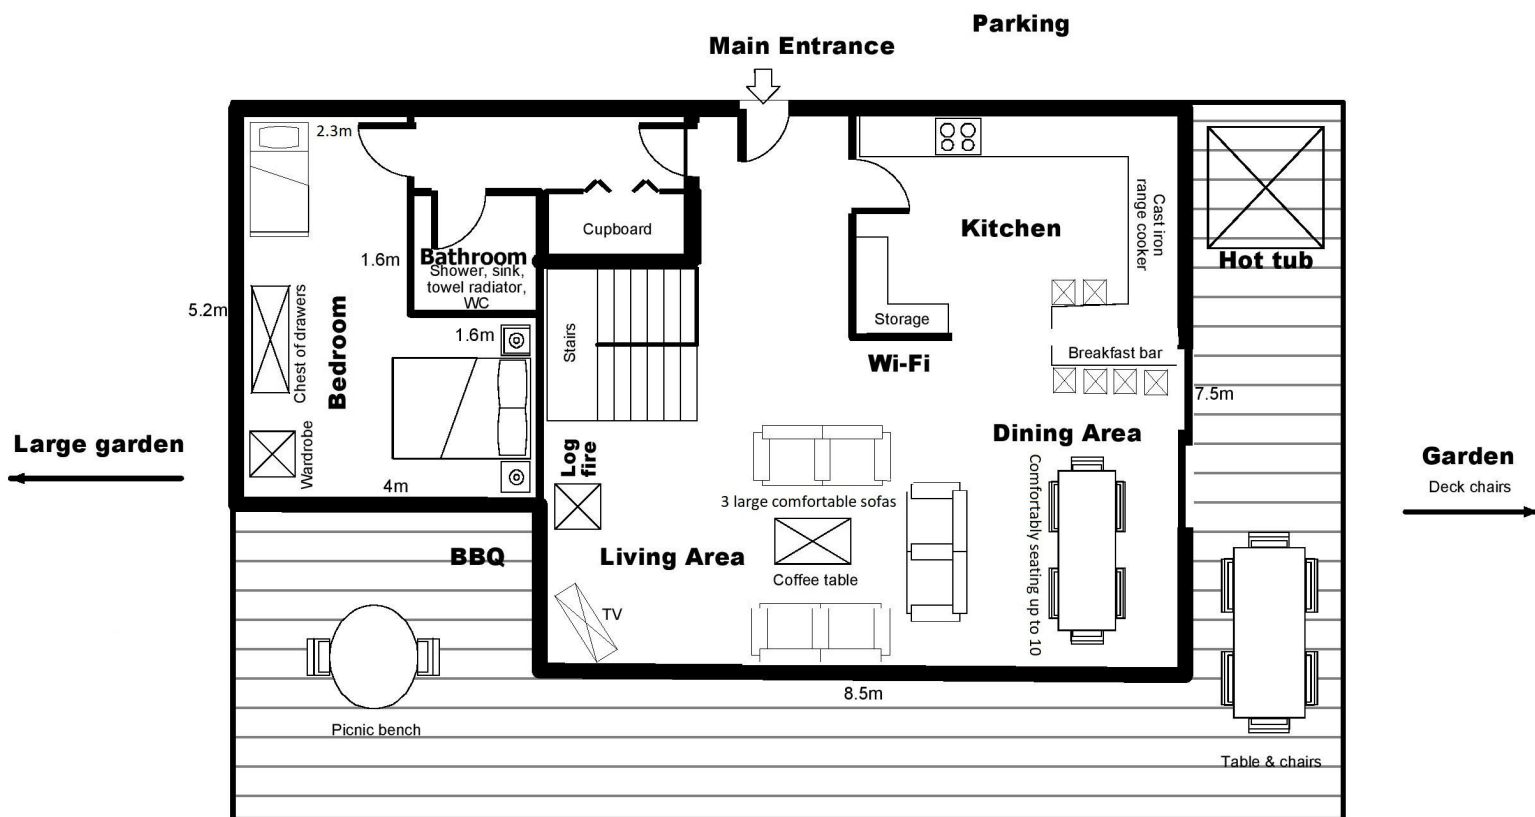 Parking
Main Entrance
2.3m
Cast iron
range cooker
Kitchen
Cupboard
Bathroom
Shower, sink,
towel radiator,
WC
1.6m
Hot tub
5.2m
Chest of drawers
Bedroom
1.6m
Stairs
Storage
Wi-Fi
Breakfast bar
7.5m
Large garden
Wardrobe
4m
Log
fire
Dining Area
Comfortably seating up to 10
Garden
Deck chairs
3 large comfortable sofas
BBQ
Living Area
Coffee table
TV
8.5m
Picnic bench
Table & chairs